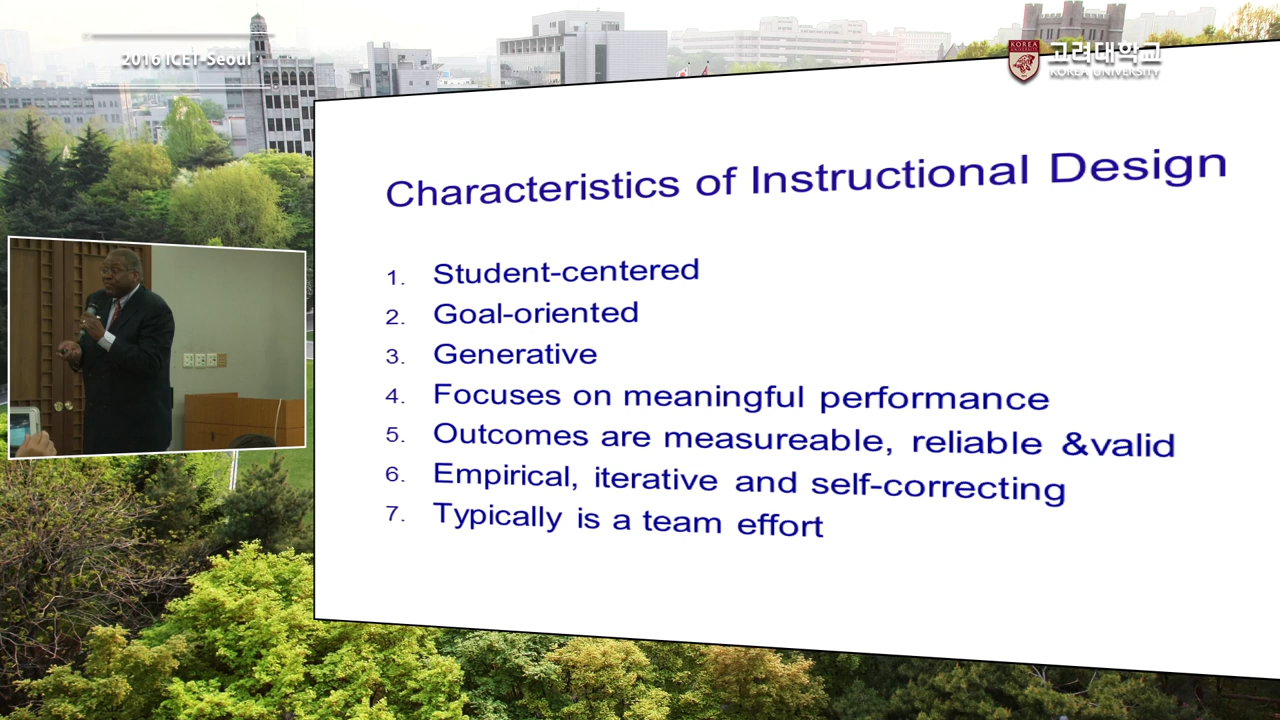 2016 ICET-Seoul
KOREA
UNIVERSITY
고려대학교
KOREA UNIVERSITY
Characteristics of Instructional Design
1. Student-centered
2. Goal-oriented
3. Generative
4. Focuses on meaningful performance
5. Outcomes are measureable, reliable &valid
6. Empirical, iterative and self-correcting
7. Typically is a team effort